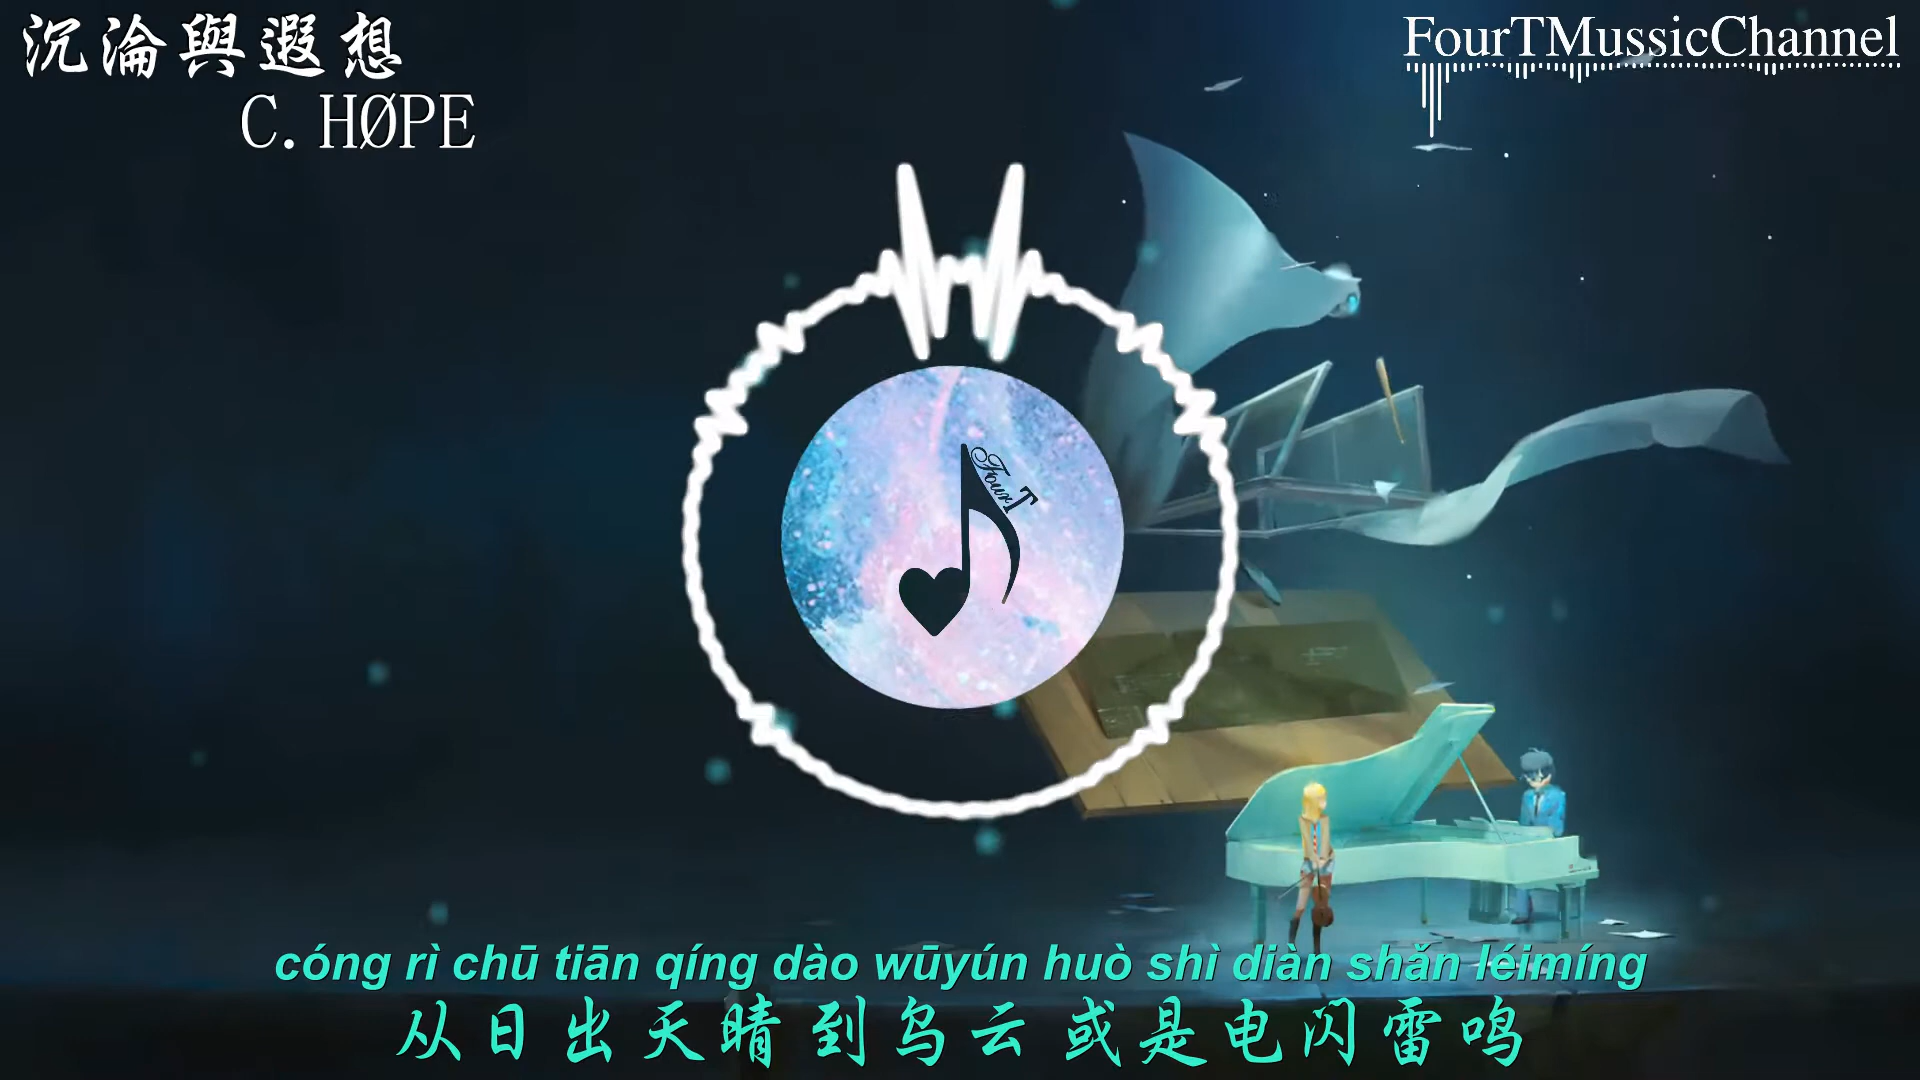 沉淪與遐想
C. HØPE
FourTMussicChannel
FourT
cóng rì chū tiān qíng dào wūyún huò shì diàn shǎn léimíng
从日出天晴到乌云或是电闪雷鸣